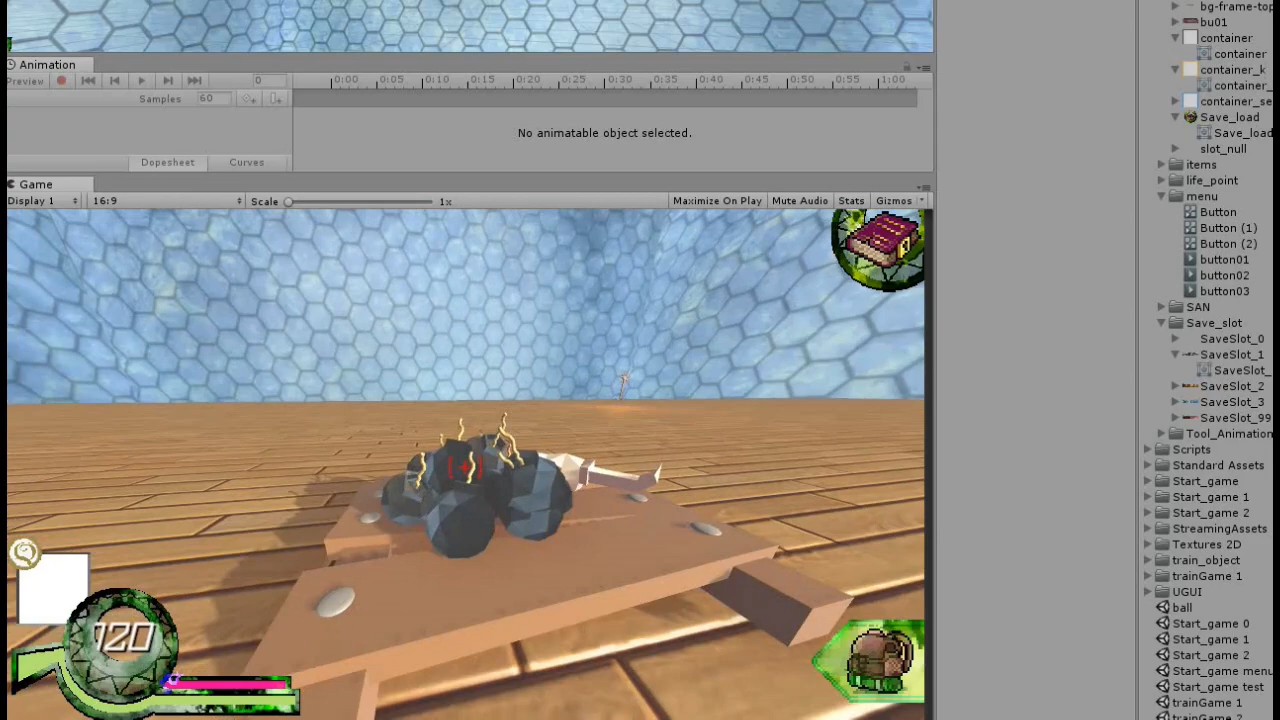 bg-frame-top
bu01
Animation
container
Preview
0
0:00
0:05
0:10
0:15
0:20
0:25
0:30
0:35
0:40
0:45
0:50
0:55
1:00
container
container_k
container_
Samples
60
container_se
Save_load
No animatable object selected.
Save_load
slot_null
Dopesheet
Curves
items
Game
life_point
Display 1
16:9
Scale
1x
Maximize On Play
Mute Audio
Stats
Gizmos
menu
Button
Button (1)
Button (2)
button01
button02
button03
SAN
Save_slot
SaveSlot_0
SaveSlot_1
SaveSlot_
SaveSlot_2
SaveSlot_3
SaveSlot_99
Tool_Animation
Scripts
Standard Assets
Start_game
Start_game 1
Start_game 2
StreamingAssets
Textures 2D
train_object
trainGame 1
UGUI
ball
Start_game 0
Start_game 1
120
Start_game 2
Start_game menu
Start_game test
trainGame 1
trainGame 2